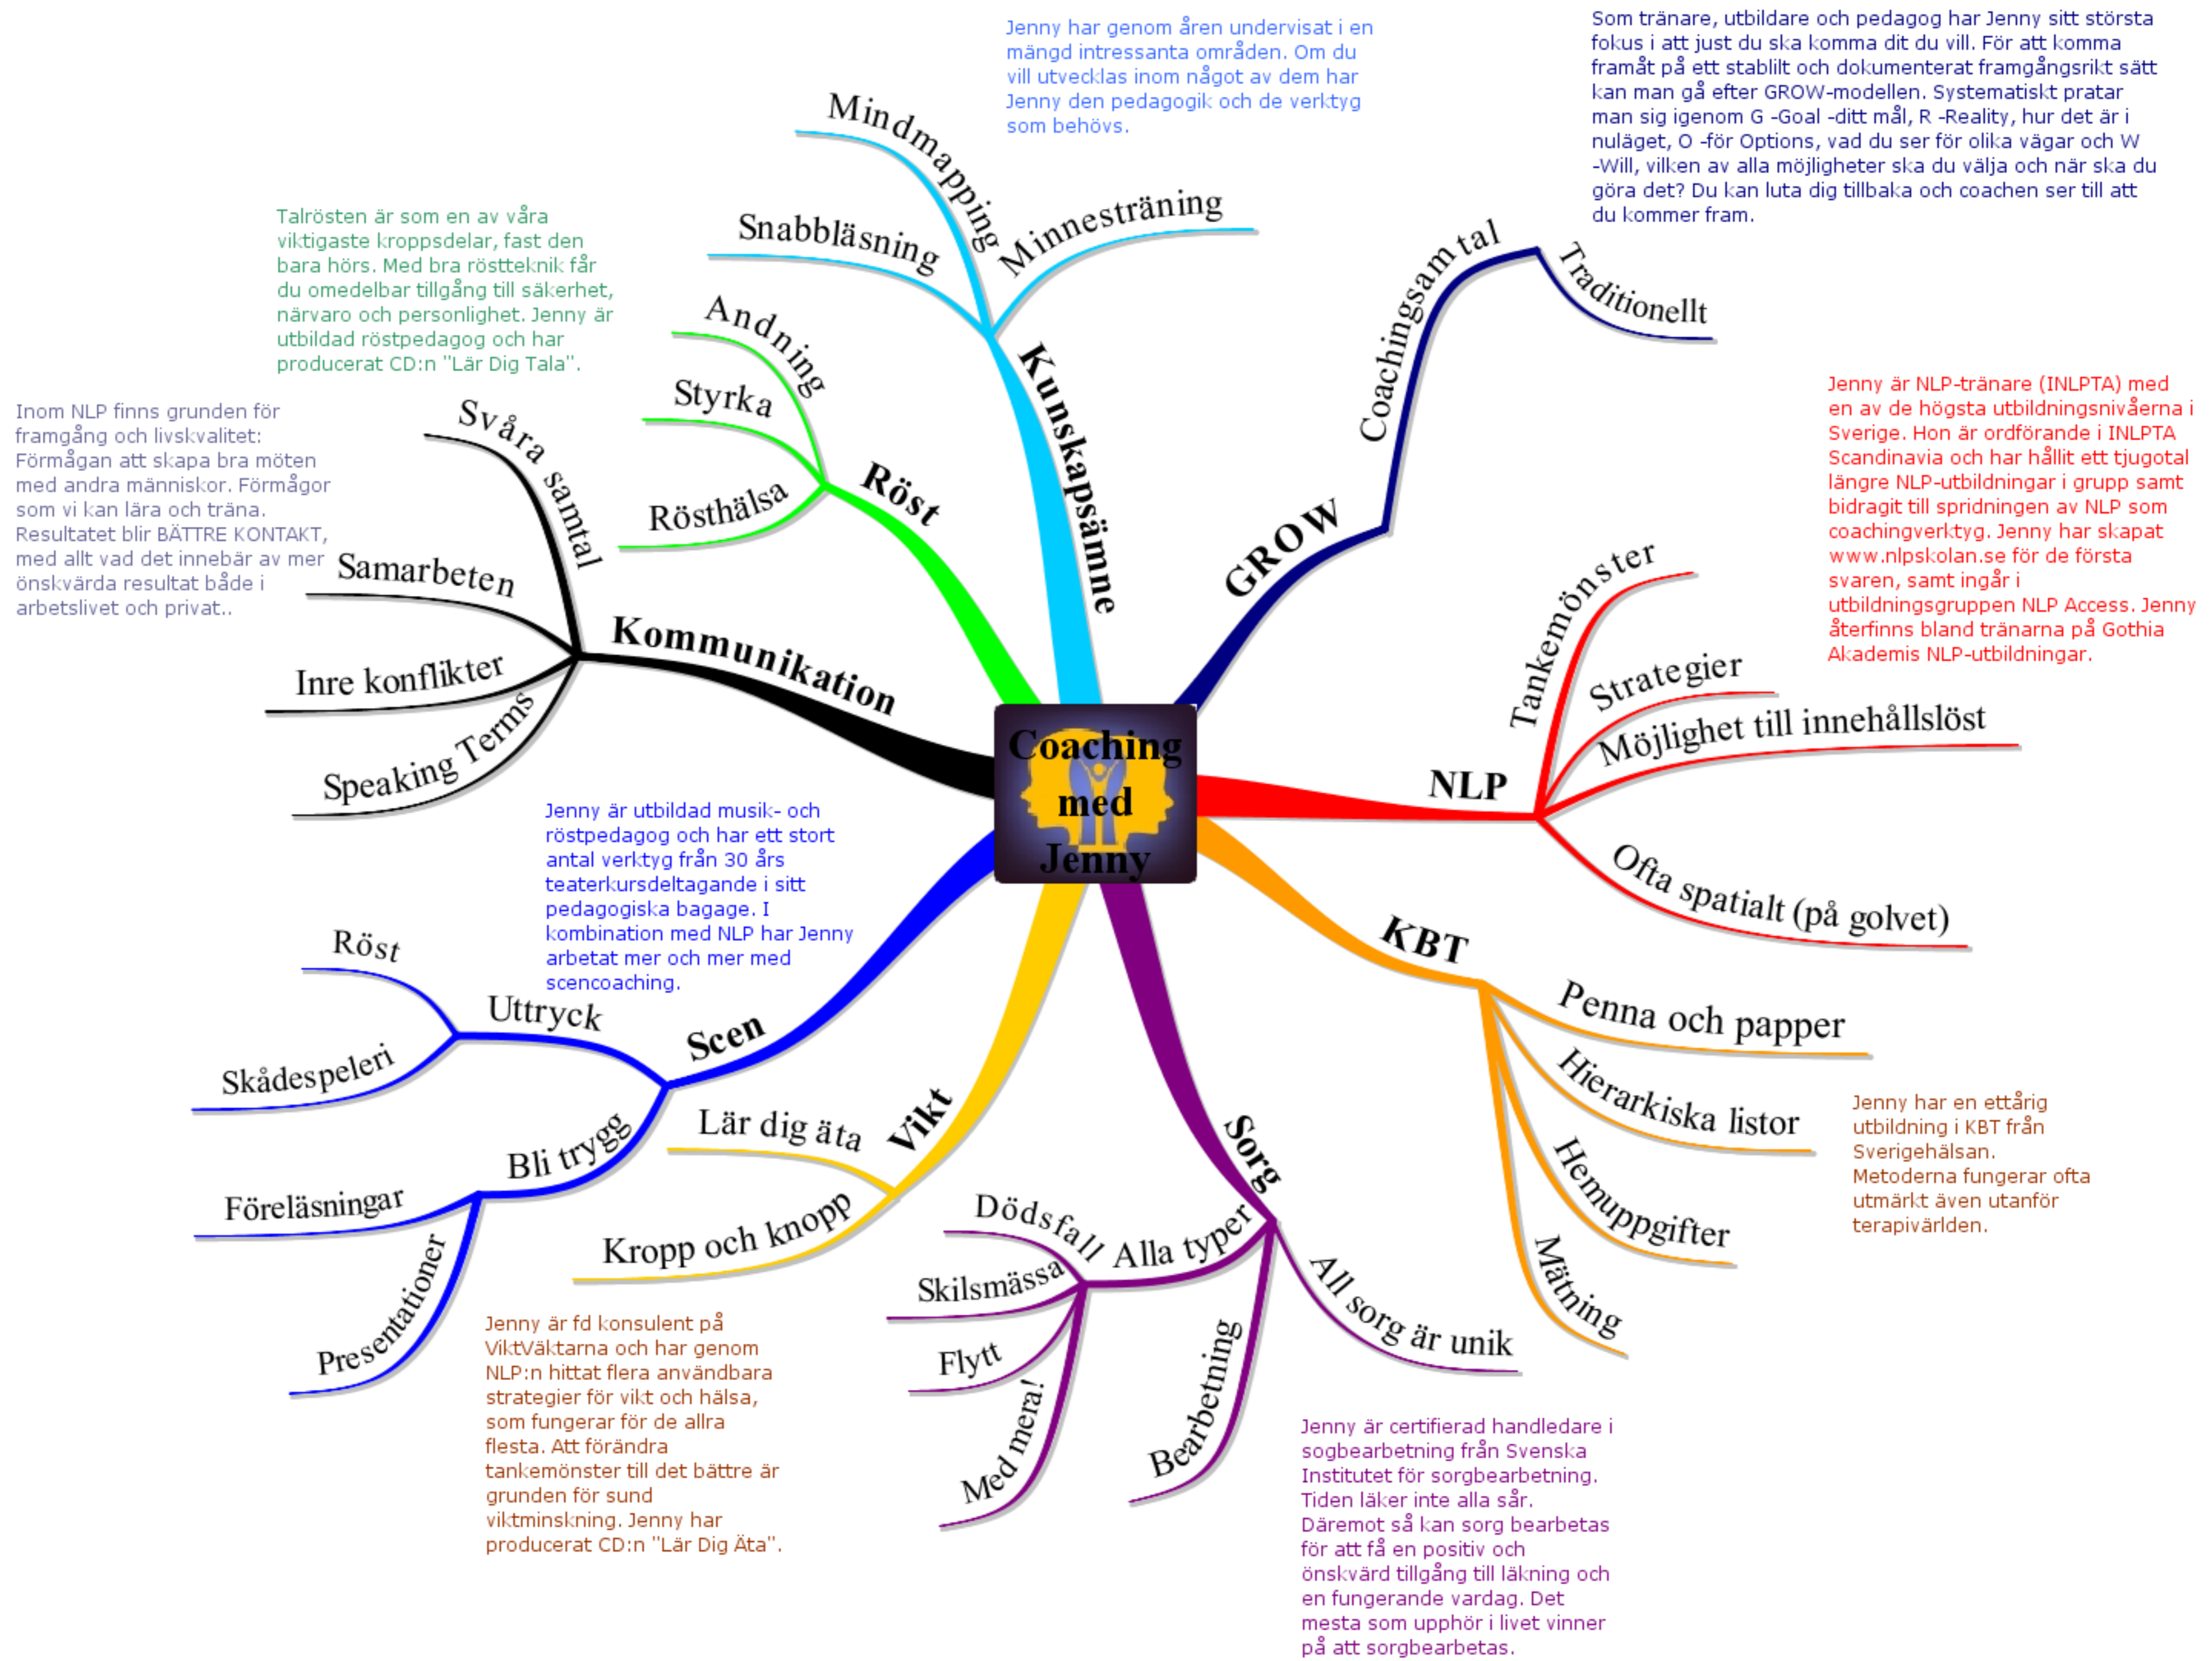 Coaching
med
Jenny
GROW
Coachingsamtal
Traditionellt
Som tränare, utbildare och pedagog har Jenny sitt största
fokus i att just du ska komma dit du vill. För att komma
framåt på ett stablilt och dokumenterat framgångsrikt sätt
kan man gå efter GROW-modellen. Systematiskt pratar
man sig igenom G -Goal -ditt mål, R -Reality, hur det är i
nuläget, O -för Options, vad du ser för olika vägar och W
-Will, vilken av alla möjligheter ska du välja och när ska du
göra det? Du kan luta dig tillbaka och coachen ser till att
du kommer fram.
NLP
Tankemönster
Strategier
Möjlighet till innehållslöst
Ofta spatialt (på golvet)
Jenny är NLP-tränare (INLPTA) med
en av de högsta utbildningsnivåerna i
Sverige. Hon är ordförande i INLPTA
Scandinavia och har hållit ett tjugotal
längre NLP-utbildningar i grupp samt
bidragit till spridningen av NLP som
coachingverktyg. Jenny har skapat
www.nlpskolan.se för de första
svaren, samt ingår i
utbildningsgruppen NLP Access. Jenny
återfinns bland tränarna på Gothia
Akademis NLP-utbildningar.
KBT
Penna och papper
Hierarkiska listor
Hemuppgifter
Mätning
Jenny har en ettårig
utbildning i KBT från
Sverigehälsan.
Metoderna fungerar ofta
utmärkt även utanför
terapivärlden.
Sorg
All sorg är unik
Bearbetning
Alla typer
Dödsfall
Skilsmässa
Flytt
Med mera!
Jenny är certifierad handledare i
sogbearbetning från Svenska
Institutet för sorgbearbetning.
Tiden läker inte alla sår.
Däremot så kan sorg bearbetas
för att få en positiv och
önskvärd tillgång till läkning och
en fungerande vardag. Det
mesta som upphör i livet vinner
på att sorgbearbetas.
Vikt
Lär dig äta
Kropp och knopp
Jenny är fd konsulent på
ViktVäktarna och har genom
NLP:n hittat flera användbara
strategier för vikt och hälsa,
som fungerar för de allra
flesta. Att förändra
tankemönster till det bättre är
grunden för sund
viktminskning. Jenny har
producerat CD:n "Lär Dig Äta".
Scen
Uttryck
Röst
Skådespeleri
Bli trygg
Föreläsningar
Presentationer
Jenny är utbildad musik- och
röstpedagog och har ett stort
antal verktyg från 30 års
teaterkursdeltagande i sitt
pedagogiska bagage. I
kombination med NLP har Jenny
arbetat mer och mer med
scencoaching.
Kommunikation
Svåra samtal
Samarbeten
Inre konflikter
Speaking Terms
Inom NLP finns grunden för
framgång och livskvalitet:
Förmågan att skapa bra möten
med andra människor. Förmågor
som vi kan lära och träna.
Resultatet blir BÄTTRE KONTAKT,
med allt vad det innebär av mer
önskvärda resultat både i
arbetslivet och privat..
Röst
Andning
Styrka
Rösthälsa
Talrösten är som en av våra
viktigaste kroppsdelar, fast den
bara hörs. Med bra röstteknik får
du omedelbar tillgång till säkerhet,
närvaro och personlighet. Jenny är
utbildad röstpedagog och har
producerat CD:n "Lär Dig Tala".
Kunskapsämne
Mindmapping
Snabbläsning
Minnesträning
Jenny har genom åren undervisat i en
mängd intressanta områden. Om du
vill utvecklas inom något av dem har
Jenny den pedagogik och de verktyg
som behövs.